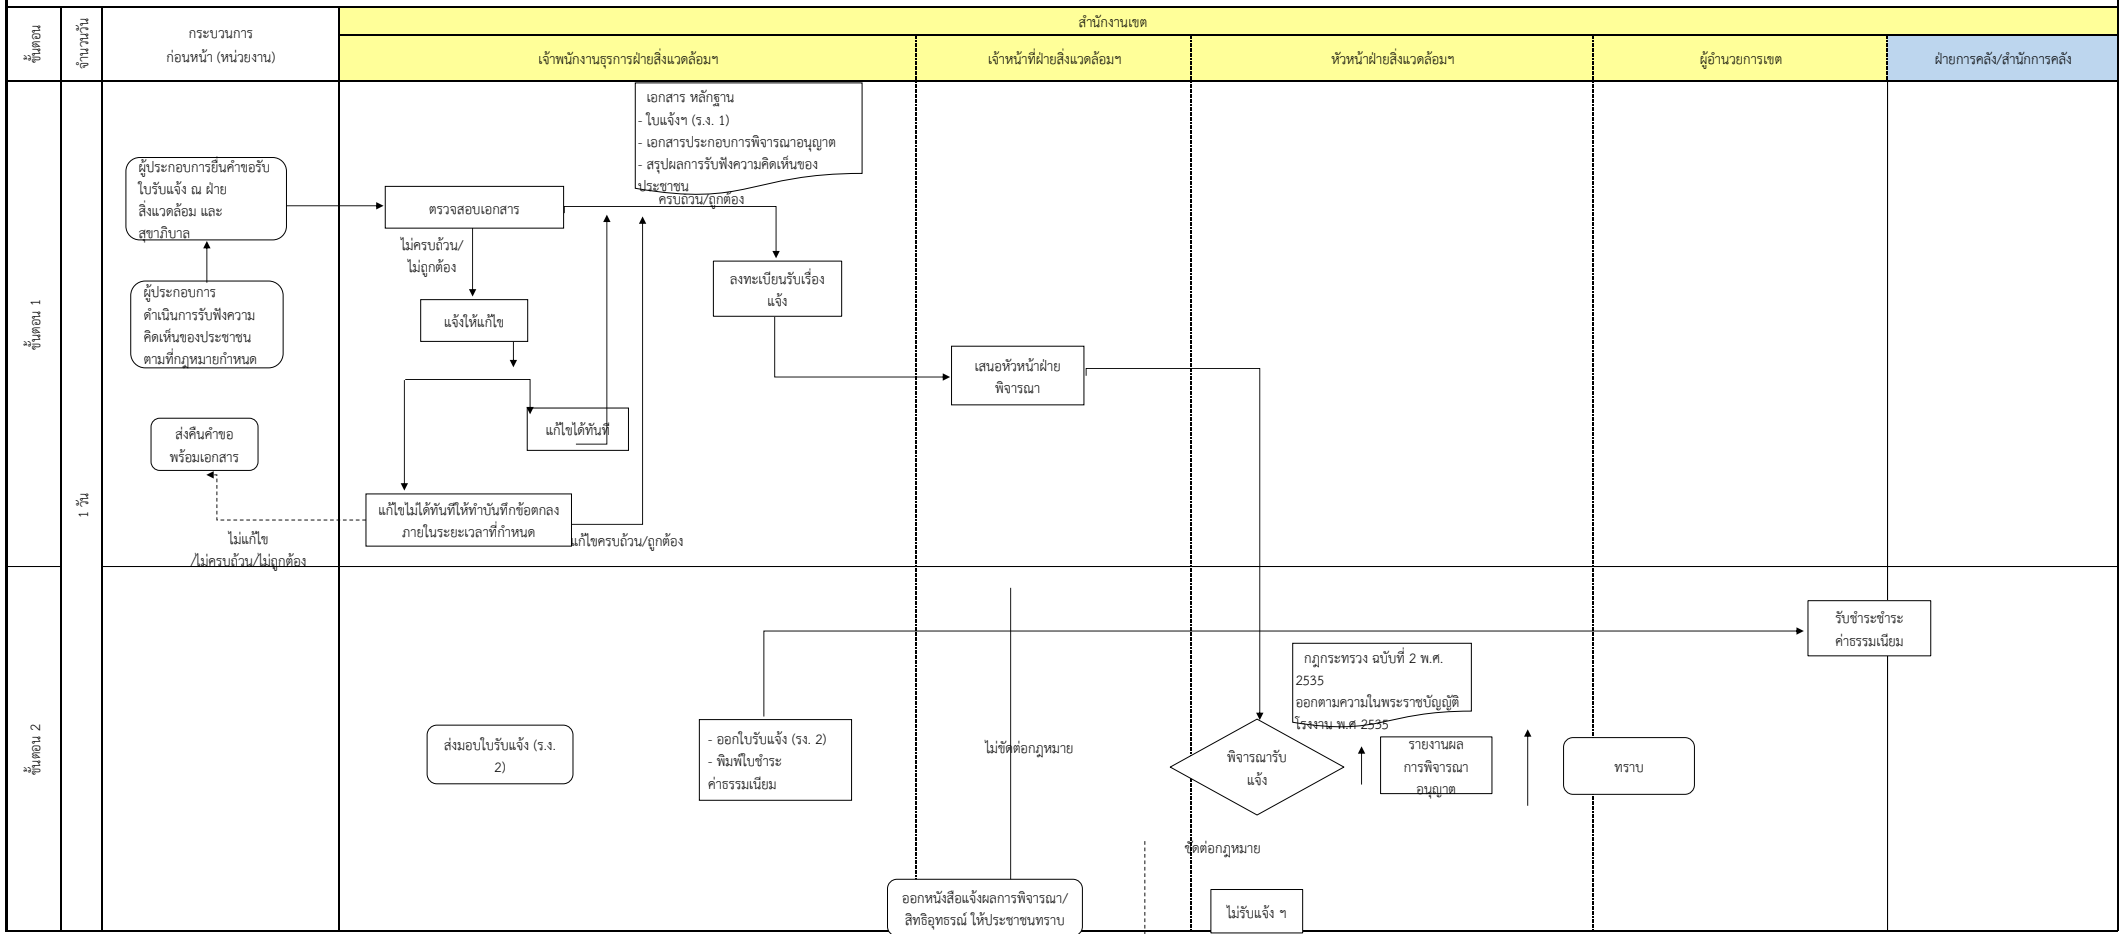 ขั้นตอน
จำนวนวัน
กระบวนการ
ก่อนหน้า (หน่วยงาน)
สำนักงานเขต
เจ้าพนักงานธุรการฝ่ายสิ่งแวดล้อมฯ
เจ้าหน้าที่ฝ่ายสิ่งแวดล้อมฯ
หัวหน้าฝ่ายสิ่งแวดล้อมฯ
ผู้อำนวยการเขต
ฝ่ายการคลัง/สำนักการคลัง
ขั้นตอน 1
1 วัน
เอกสาร หลักฐาน
- ใบแจ้งฯ (ร.ง. 1)
- เอกสารประกอบการพิจารณาอนุญาต
- สรุปผลการรับฟังความคิดเห็นของ
ประชาชน
ผู้ประกอบการยื่นคำขอรับ
ใบรับแจ้ง ณ ฝ่าย
สิ่งแวดล้อม และ
สุขาภิบาล
ตรวจสอบเอกสาร
ครบถ้วน/ถูกต้อง
ไม่ครบถ้วน/
ไม่ถูกต้อง
ลงทะเบียนรับเรื่อง
แจ้ง
ผู้ประกอบการ
ดำเนินการรับฟังความ
คิดเห็นของประชาชน
ตามที่กฎหมายกำหนด
แจ้งให้แก้ไข
เสนอหัวหน้าฝ่าย
พิจารณา
แก้ไขได้ทันที
ส่งคืนคำขอ
พร้อมเอกสาร
แก้ไขไม่ได้ทันทีให้ทำบันทึกข้อตกลง
ภายในระยะเวลาที่กำหนด
ไม่แก้ไข
/ไม่ครบถ้วน/ไม่ถูกต้อง
แก้ไขครบถ้วน/ถูกต้อง
ขั้นตอน 2
รับชำระชำระ
ค่าธรรมเนียม
กฎกระทรวง ฉบับที่ 2 พ.ศ.
2535
ออกตามความในพระราชบัญญัติ
โรงงาน พ.ศ 2535
ส่งมอบใบรับแจ้ง (ร.ง.
2)
- ออกใบรับแจ้ง (รง. 2)
- พิมพ์ใบชำระ
ค่าธรรมเนียม
ไม่ขัดต่อกฎหมาย
พิจารณารับ
แจ้ง
รายงานผล
การพิจารณา
อนุญาต
ทราบ
ขัดต่อกฎหมาย
ออกหนังสือแจ้งผลการพิจารณา/
สิทธิอุทธรณ์ ให้ประชาชนทราบ
ไม่รับแจ้ง ฯ